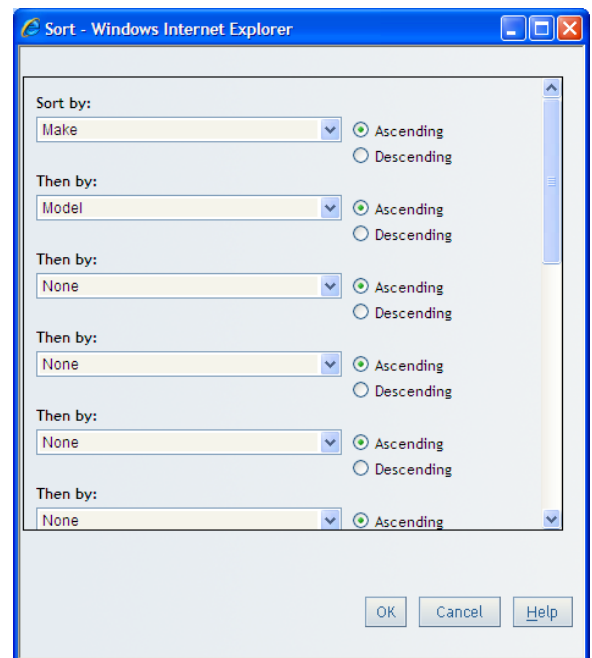 Sort - Windows Internet Explorer
Sort by:
Make
Ascending
Descending
Then by:
Model
Ascending
Descending
Then by:
None
Ascending
Descending
Then by:
None
Ascending
Descending
Then by:
None
Ascending
Descending
Then by:
None
Ascending
OK Cancel Help